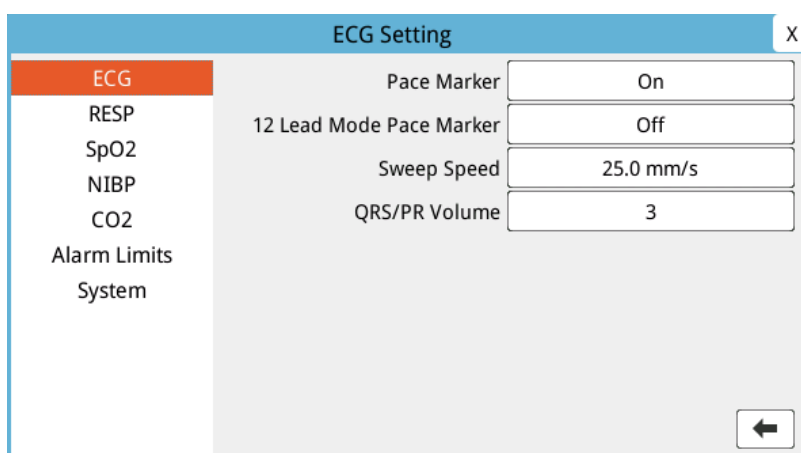 ECG Setting
X
ECG
RESP
SpO2
NIBP
CO2
Alarm Limits
System
Pace Marker On
12 Lead Mode Pace Marker Off
Sweep Speed 25.0 mm/s
QRS/PR Volume 3